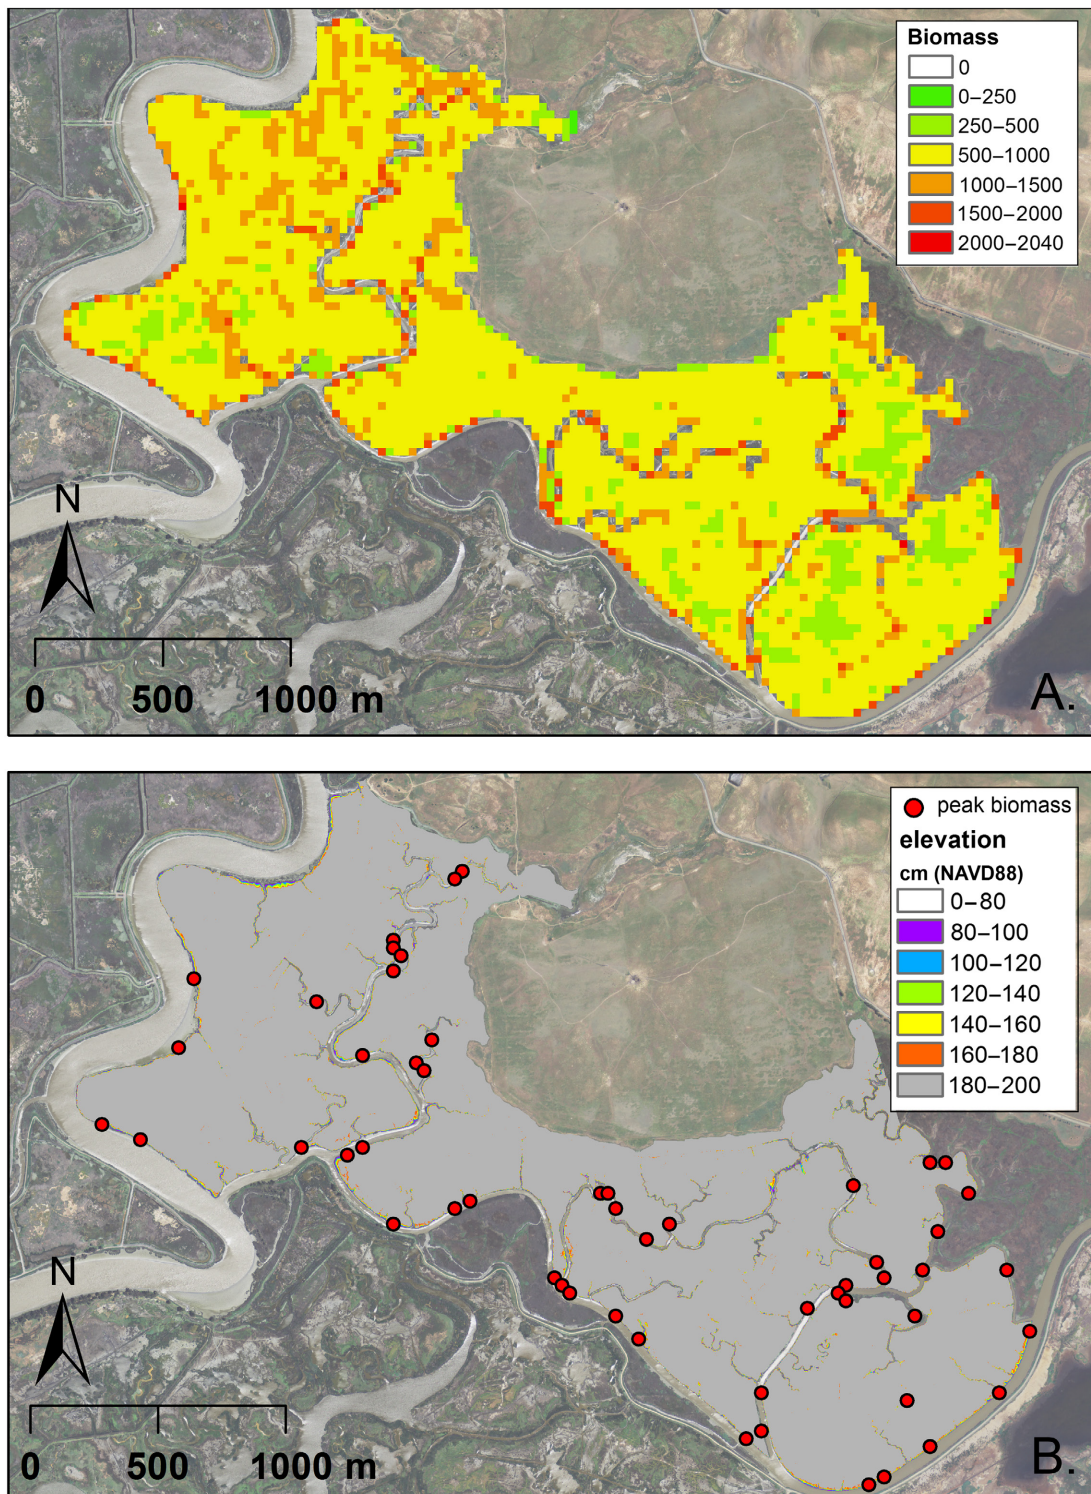 Biomass
0
0–250
250–500
500–1000
1000–1500
1500–2000
2000–2040
N
0 500 1000 m
A.
peak biomass
elevation
cm (NAVD88)
0–80
80–100
100–120
120–140
140–160
160–180
180–200
N
0 500 1000 m
B.